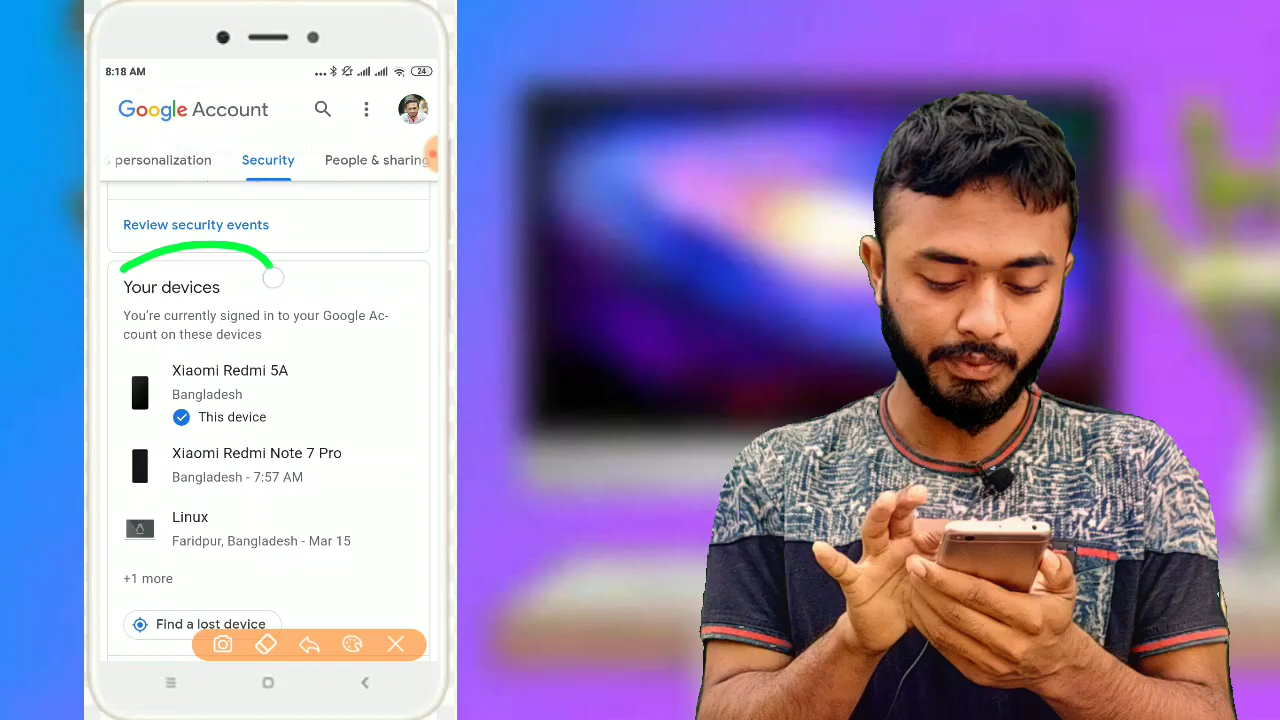 8:18 AM
24
Google Account
& personalization Security People & sharing
Review security events
Your devices
You're currently signed in to your Google Ac-
count on these devices
Xiaomi Redmi 5A
Bangladesh
This device
Xiaomi Redmi Note 7 Pro
Bangladesh - 7:57 AM
Linux
Faridpur, Bangladesh - Mar 15
+1 more
Find a lost device